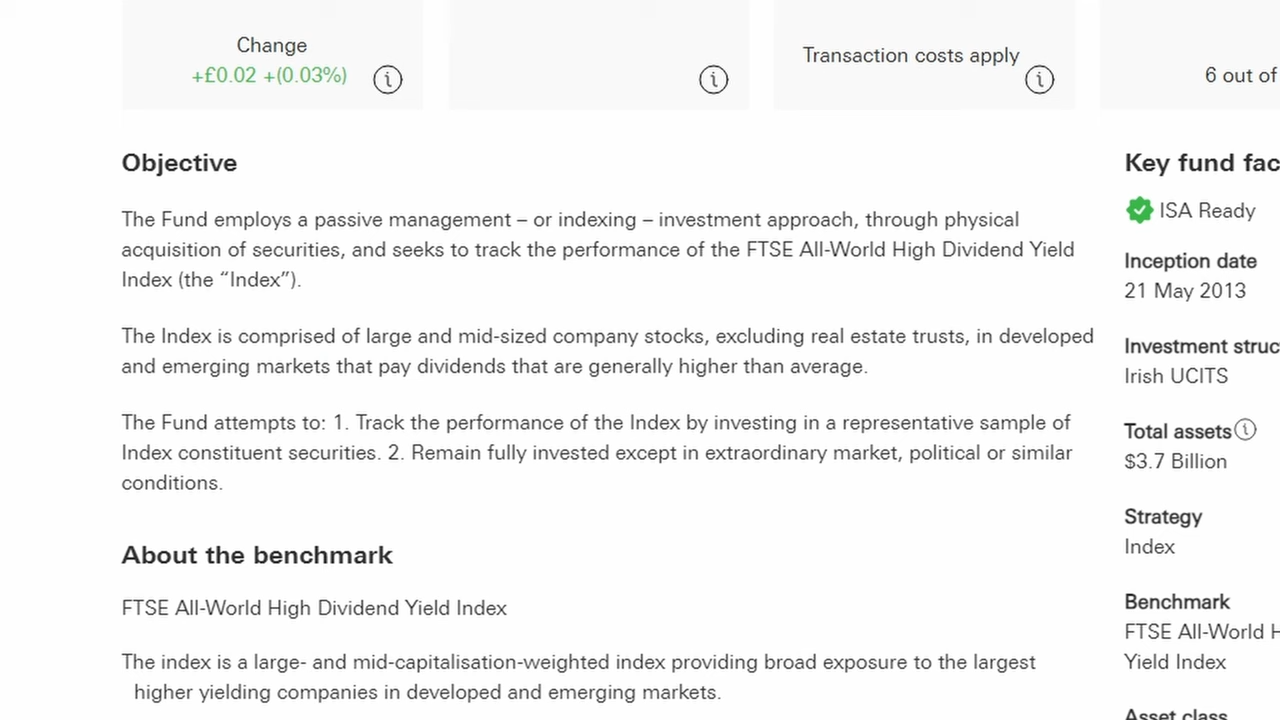 Change
+£0.02 +(0.03%)
Transaction costs apply
6 out of
Objective
The Fund employs a passive management – or indexing – investment approach, through physical
acquisition of securities, and seeks to track the performance of the FTSE All-World High Dividend Yield
Index (the “Index”).
The Index is comprised of large and mid-sized company stocks, excluding real estate trusts, in developed
and emerging markets that pay dividends that are generally higher than average.
The Fund attempts to: 1. Track the performance of the Index by investing in a representative sample of
Index constituent securities. 2. Remain fully invested except in extraordinary market, political or similar
conditions.
About the benchmark
FTSE All-World High Dividend Yield Index
The index is a large- and mid-capitalisation-weighted index providing broad exposure to the largest
higher yielding companies in developed and emerging markets.
Key fund fac
ISA Ready
Inception date
21 May 2013
Investment struc
Irish UCITS
Total assets
$3.7 Billion
Strategy
Index
Benchmark
FTSE All-World H
Yield Index
Asset class